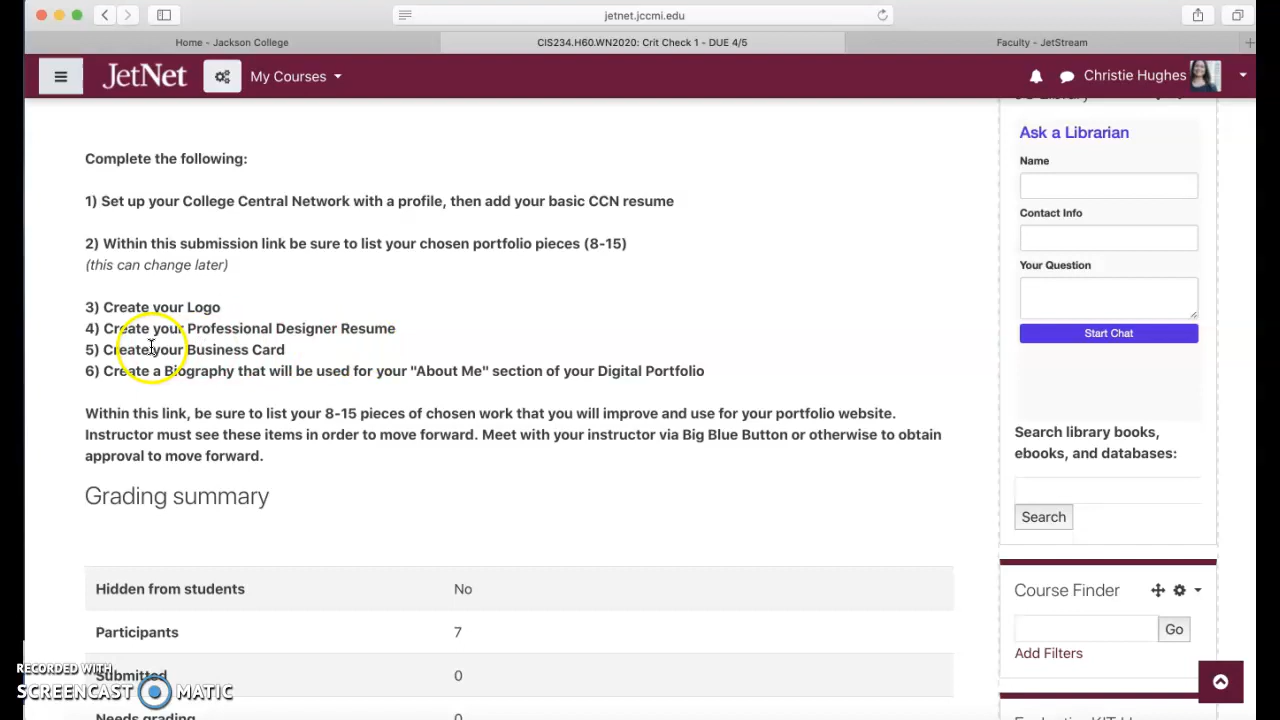 jetnet.jccmi.edu
Home - Jackson College
CIS234.H60.WN2020: Crit Check 1 - DUE 4/5
Faculty - JetStream
JetNet
My Courses
Christie Hughes
Complete the following:
1) Set up your College Central Network with a profile, then add your basic CCN resume
2) Within this submission link be sure to list your chosen portfolio pieces (8-15)
(this can change later)
3) Create your Logo
4) Create your Professional Designer Resume
5) Create your Business Card
6) Create a Biography that will be used for your "About Me" section of your Digital Portfolio
Within this link, be sure to list your 8-15 pieces of chosen work that you will improve and use for your portfolio website.
Instructor must see these items in order to move forward. Meet with your instructor via Big Blue Button or otherwise to obtain
approval to move forward.
Grading summary
Hidden from students No
Participants 7
Submitted 0
Needs grading 0
Library
Ask a Librarian
Name
Contact Info
Your Question
Start Chat
Search library books,
ebooks, and databases:
Search
Course Finder
Go
Add Filters
RECORDED WITH
SCREENCAST MATIC